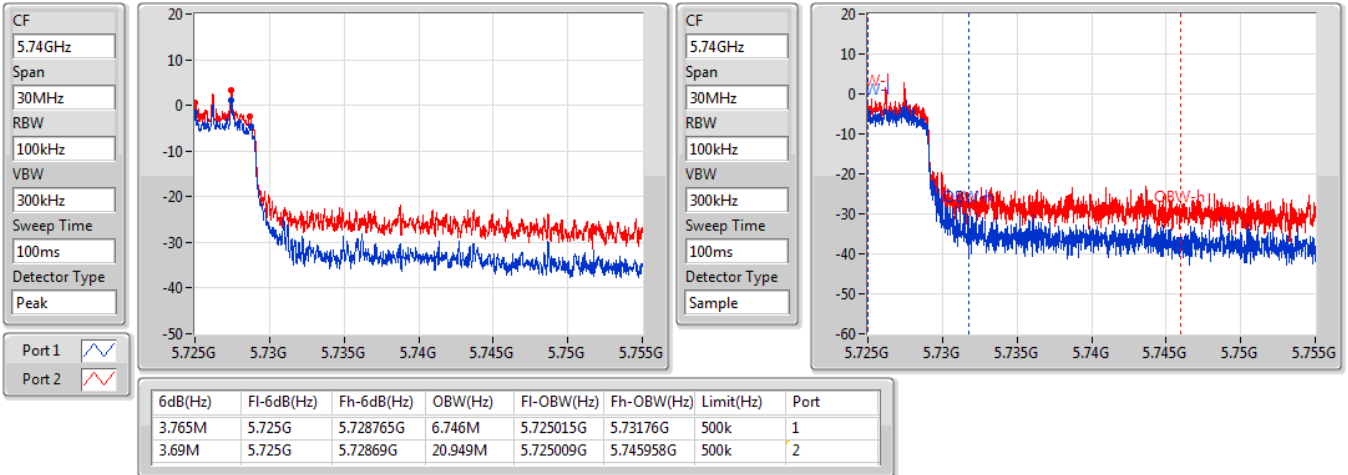 CF
5.74GHz
Span
30MHz
RBW
100kHz
VBW
300kHz
Sweep Time
100ms
Detector Type
Peak
20
10
0
-10
-20
-30
-40
-50
5.725G 5.73G 5.735G 5.74G 5.745G 5.75G 5.755G
CF
5.74GHz
Span
30MHz
RBW
100kHz
VBW
300kHz
Sweep Time
100ms
Detector Type
Sample
20
10
0
-10
-20
-30
-40
-50
-60
OBW-h
5.725G 5.73G 5.735G 5.74G 5.745G 5.75G 5.755G
Port 1
Port 2
6dB(Hz) Fl-6dB(Hz) Fh-6dB(Hz) OBW(Hz) Fl-OBW(Hz) Fh-OBW(Hz) Limit(Hz) Port
3.765M 5.725G 5.728765G 6.746M 5.725015G 5.73176G 500k 1
3.69M 5.725G 5.72869G 20.949M 5.725009G 5.745958G 500k 2